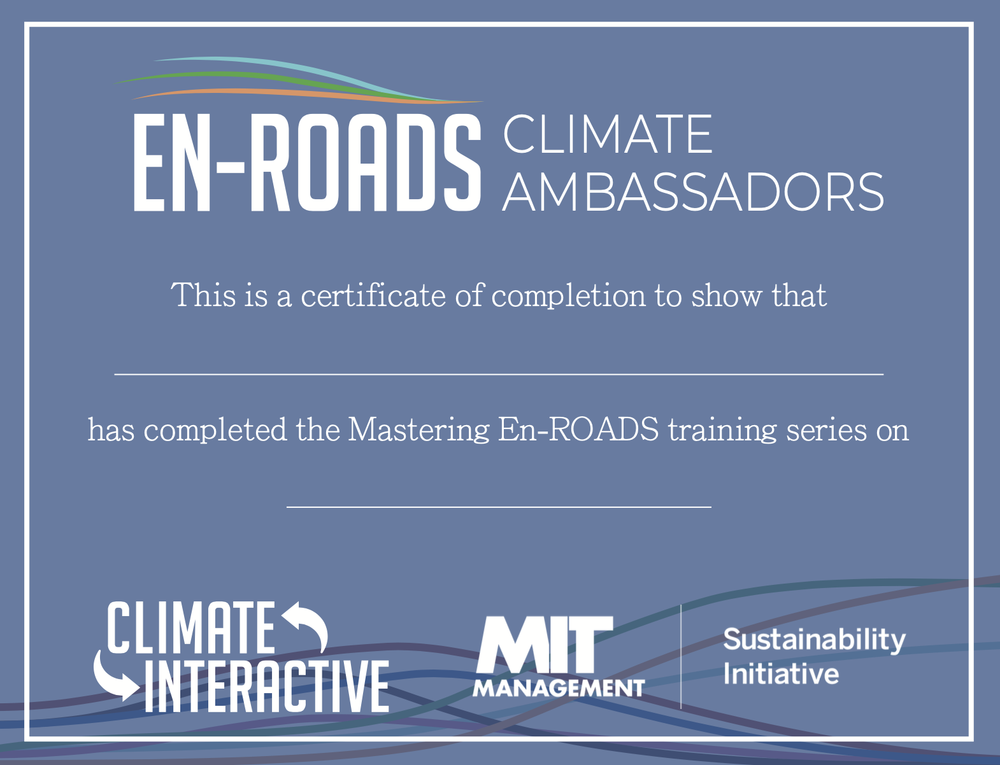 EN-ROADS
CLIMATE
AMBASSADORS
This is a certificate of completion to show that
has completed the Mastering En-ROADS training series on
CLIMATE
INTERACTIVE
MIT
MANAGEMENT
Sustainability
Initiative